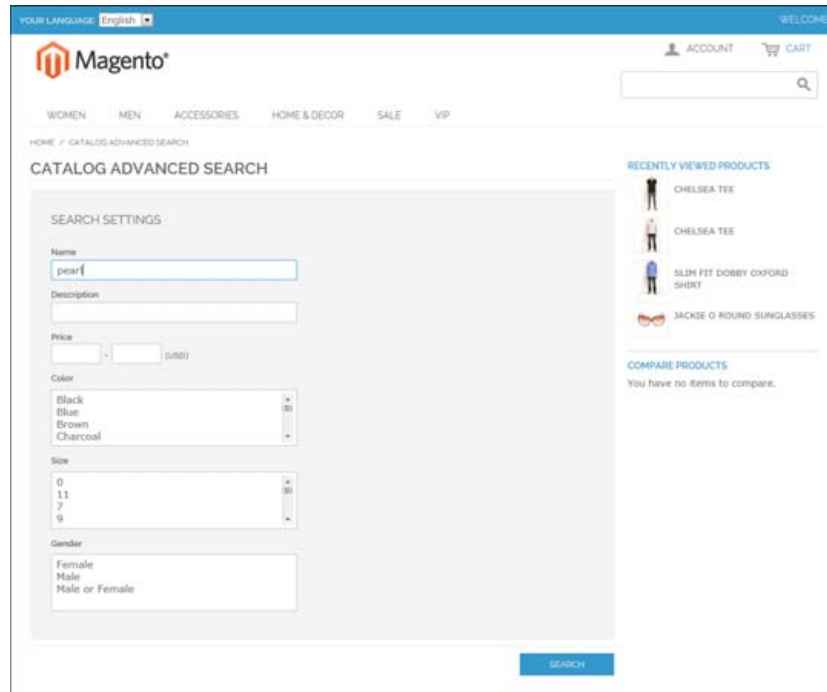 YOUR LANGUAGE: English
WELCOME
Magento®
ACCOUNT CART
WOMEN MEN ACCESSORIES HOME & DECOR SALE VIP
HOME / CATALOG ADVANCED SEARCH
CATALOG ADVANCED SEARCH
SEARCH SETTINGS
Name
pearl
Description
Price
- (USD)
Color
Black
Blue
Brown
Charcoal
Size
0
11
7
9
Gender
Female
Male
Male or Female
SEARCH
RECENTLY VIEWED PRODUCTS
CHELSEA TEE
CHELSEA TEE
SLIM FIT DOBBY OXFORD
SHIRT
JACKIE O ROUND SUNGLASSES
COMPARE PRODUCTS
You have no items to compare.